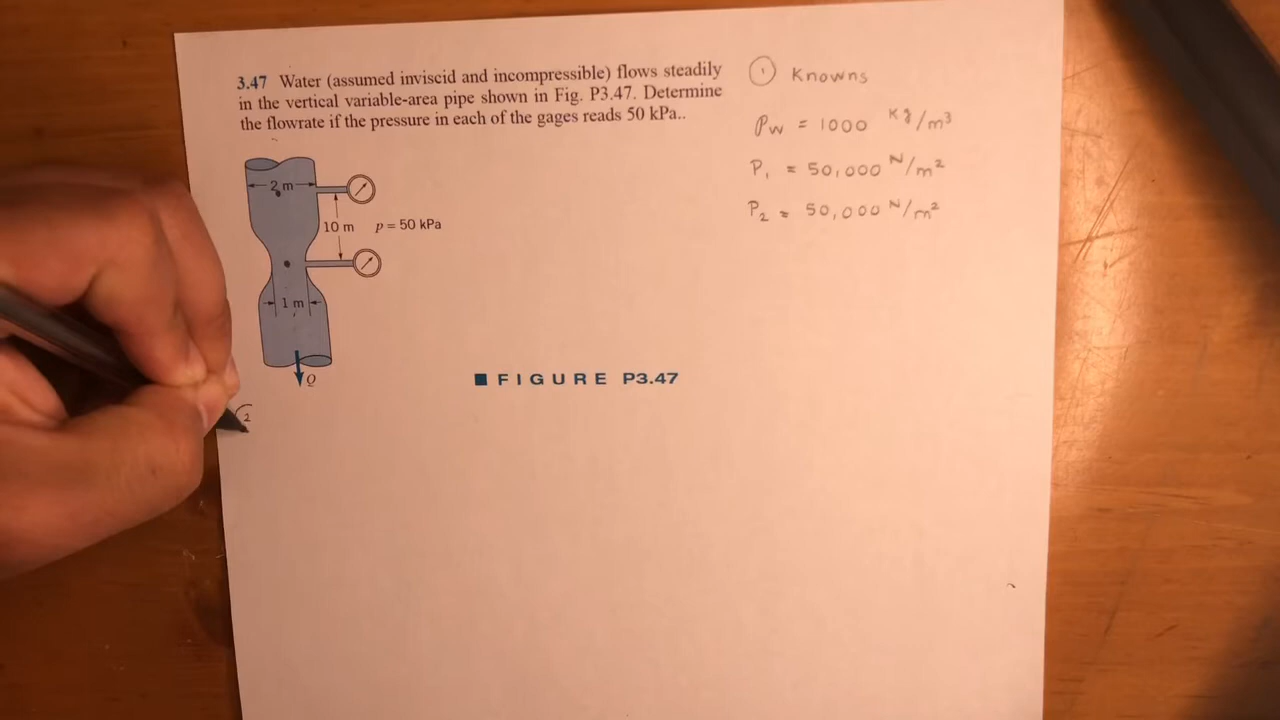 3.47 Water (assumed inviscid and incompressible) flows steadily
in the vertical variable-area pipe shown in Fig. P3.47. Determine
the flowrate if the pressure in each of the gages reads 50 kPa..
① Knowns
ρw = 1000 kg/m³
P₁ = 50,000 N/m²
P₂ = 50,000 N/m²
2 m
10 m p = 50 kPa
1 m
Q
■ FIGURE P3.47
2